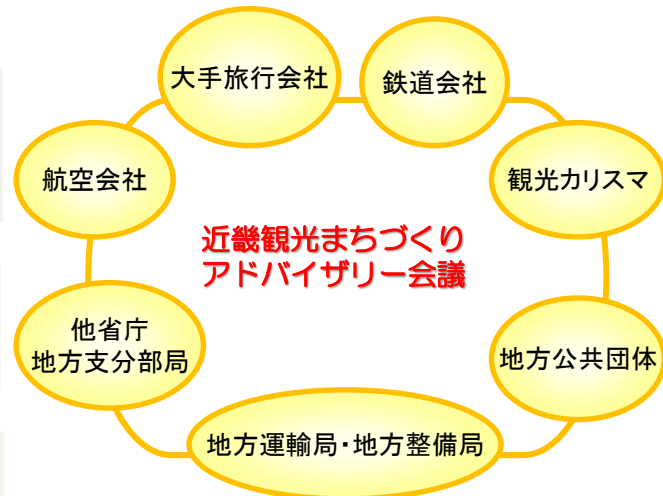 大手旅行会社
鉄道会社
航空会社
観光カリスマ
近畿観光まちづくり
アドバイザリー会議
他省庁
地方支分部局
地方公共団体
地方運輸局・地方整備局